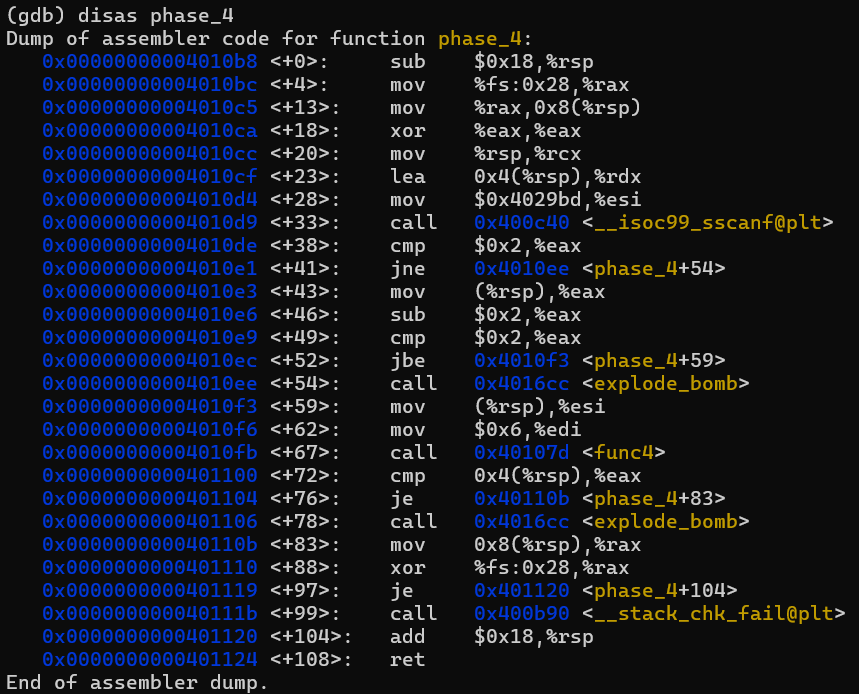 (gdb) disas phase_4
Dump of assembler code for function phase_4:
   0x00000000004010b8 <+0>:     sub    $0x18,%rsp
   0x00000000004010bc <+4>:     mov    %fs:0x28,%rax
   0x00000000004010c5 <+13>:    mov    %rax,0x8(%rsp)
   0x00000000004010ca <+18>:    xor    %eax,%eax
   0x00000000004010cc <+20>:    mov    %rsp,%rcx
   0x00000000004010cf <+23>:    lea    0x4(%rsp),%rdx
   0x00000000004010d4 <+28>:    mov    $0x4029bd,%esi
   0x00000000004010d9 <+33>:    call   0x400c40 <__isoc99_sscanf@plt>
   0x00000000004010de <+38>:    cmp    $0x2,%eax
   0x00000000004010e1 <+41>:    jne    0x4010ee <phase_4+54>
   0x00000000004010e3 <+43>:    mov    (%rsp),%eax
   0x00000000004010e6 <+46>:    sub    $0x2,%eax
   0x00000000004010e9 <+49>:    cmp    $0x2,%eax
   0x00000000004010ec <+52>:    jbe    0x4010f3 <phase_4+59>
   0x00000000004010ee <+54>:    call   0x4016cc <explode_bomb>
   0x00000000004010f3 <+59>:    mov    (%rsp),%esi
   0x00000000004010f6 <+62>:    mov    $0x6,%edi
   0x00000000004010fb <+67>:    call   0x40107d <func4>
   0x0000000000401100 <+72>:    cmp    0x4(%rsp),%eax
   0x0000000000401104 <+76>:    je     0x40110b <phase_4+83>
   0x0000000000401106 <+78>:    call   0x4016cc <explode_bomb>
   0x000000000040110b <+83>:    mov    0x8(%rsp),%rax
   0x0000000000401110 <+88>:    xor    %fs:0x28,%rax
   0x0000000000401119 <+97>:    je     0x401120 <phase_4+104>
   0x000000000040111b <+99>:    call   0x400b90 <__stack_chk_fail@plt>
   0x0000000000401120 <+104>:   add    $0x18,%rsp
   0x0000000000401124 <+108>:   ret
End of assembler dump.